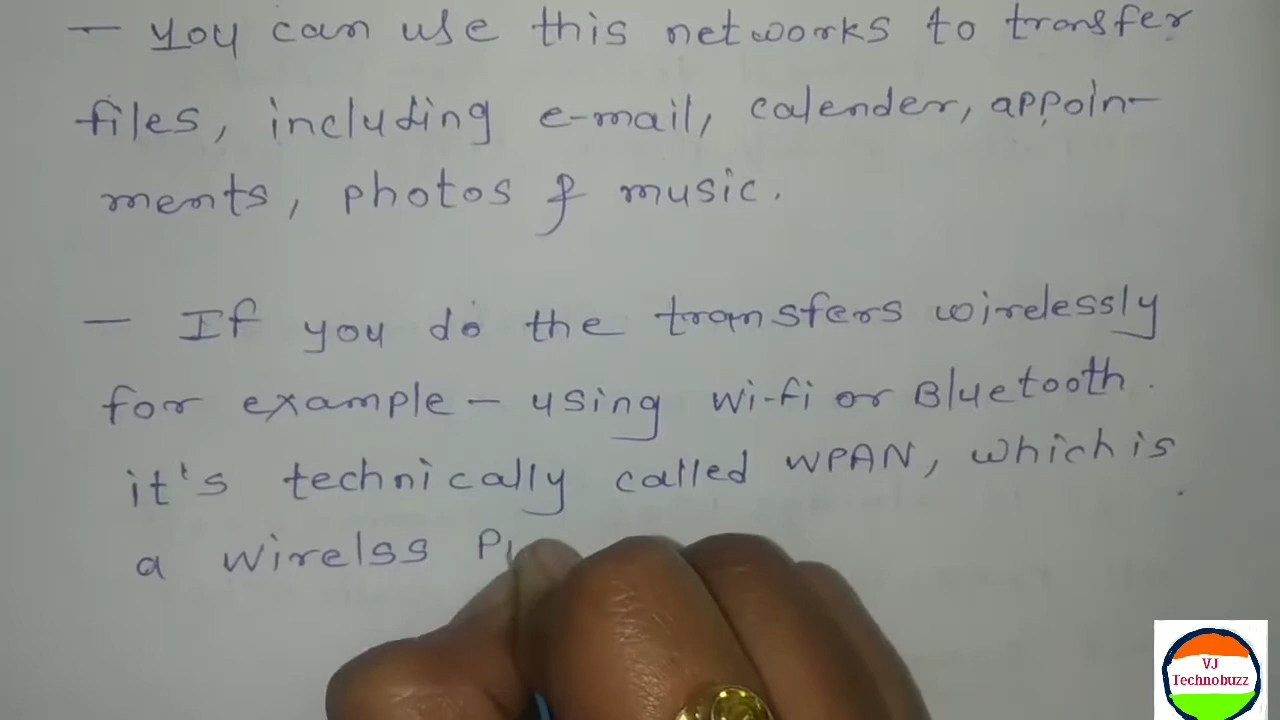 – You can use this networks to transfer
files, including e-mail, calender, appoin-
ments, photos & music.
– If you do the transfers wirelessly
for example – using Wi-fi or Bluetooth.
it's technically called WPAN, which is
a wirelss
VJ
Technobuzz